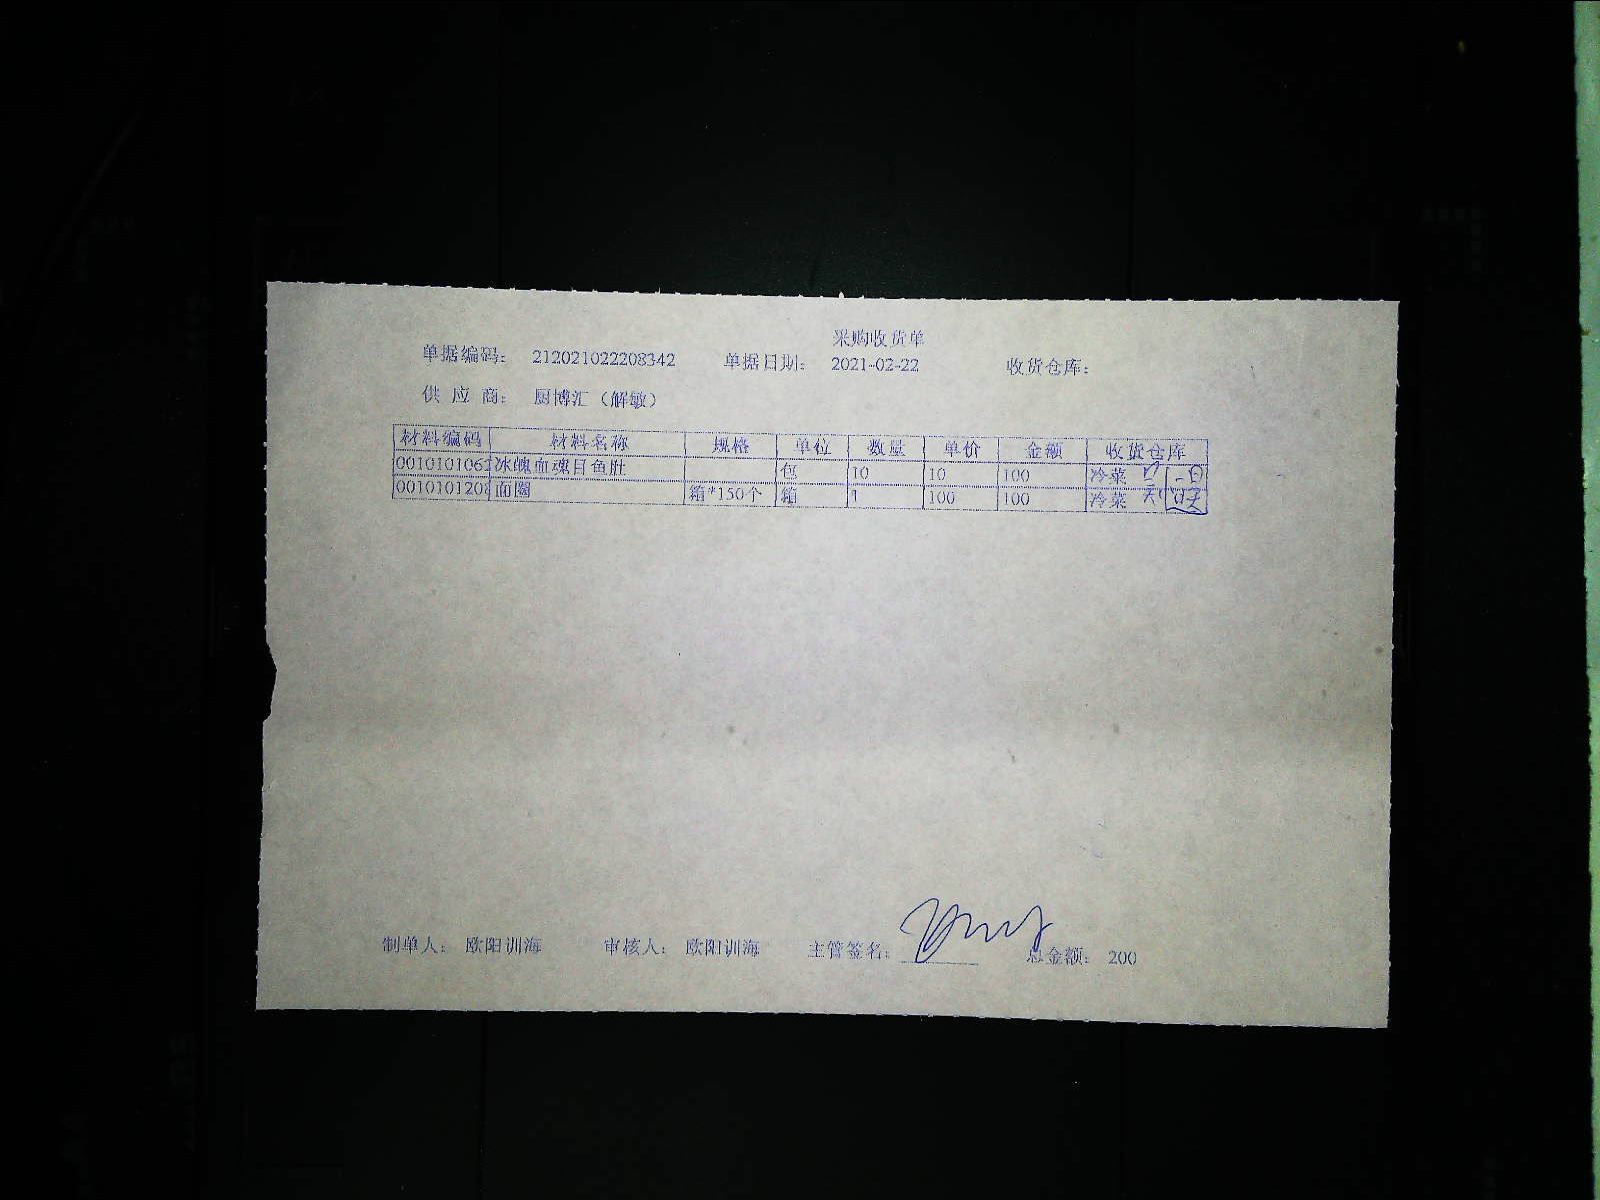 采购收货单
单据编码: 212021022208342 单据日期: 2021-02-22 收货仓库:
供应商: 厨博汇(解敏)
材料编码 材料名称 规格 单位 数量 单价 金额 收货仓库
0010101062 冰魄血魂目鱼肚 包 10 10 100 冷菜
0010101208 面圈 箱*150个 箱 1 100 100 冷菜
制单人: 欧阳训海 审核人: 欧阳训海 主管签名: 总金额: 200